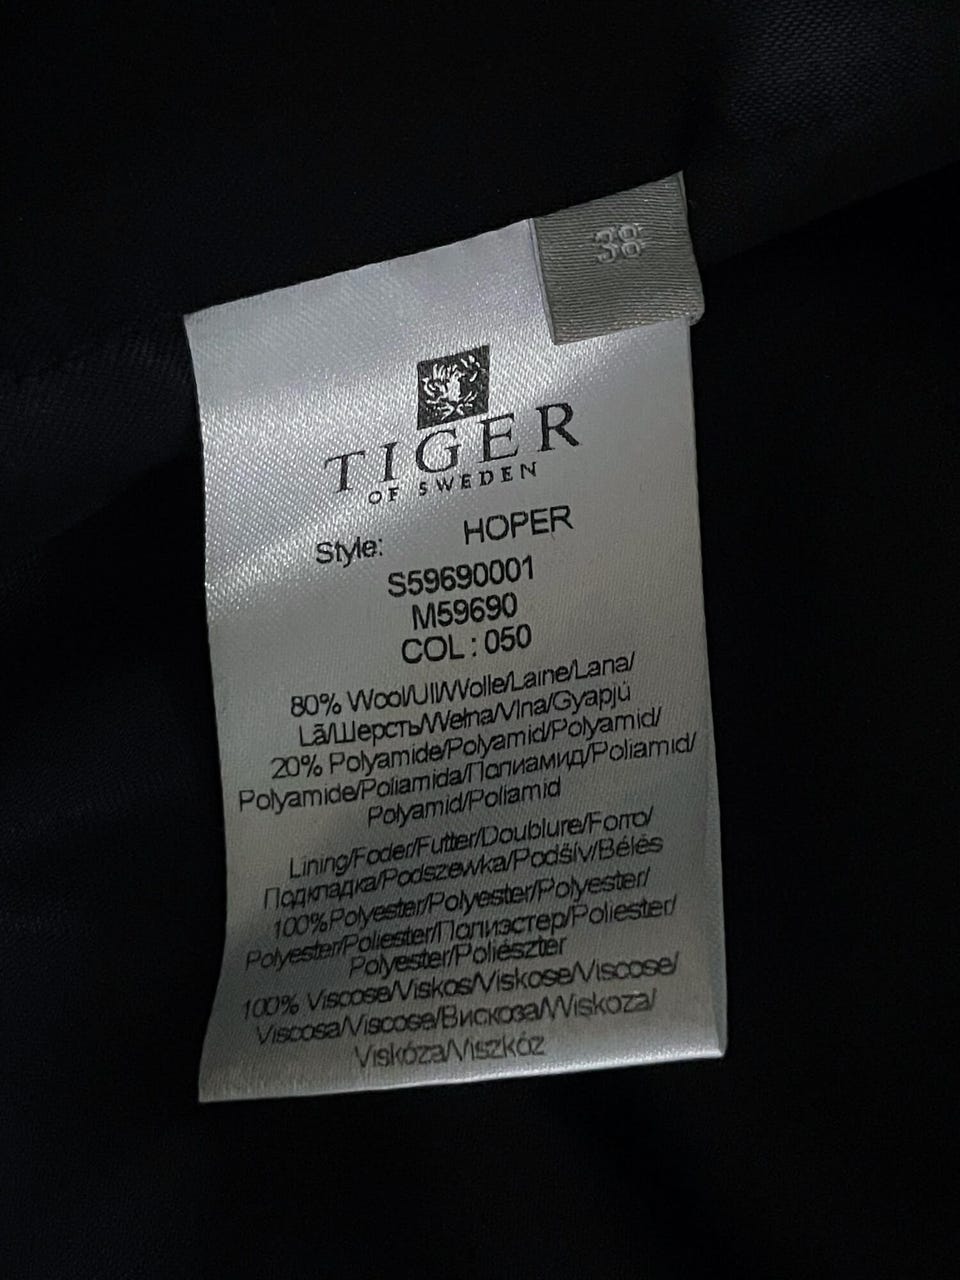 38
TIGER
OF SWEDEN
Style: HOPER
S59690001
M59690
COL : 050
80% Wool/Ull/Wolle/Laine/Lana/
Lã/Шерсть/Wełna/Vlna/Gyapjú
20% Polyamide/Polyamid/Polyamid/
Polyamide/Poliamida/Полиамид/Poliamid/
Polyamid/Poliamid
Lining/Foder/Futter/Doublure/Forro/
Подкладка/Podszewka/Podšív/Bélés
100%Polyester/Polyester/Polyester/
Polyester/Poliester/Полиэстер/Poliester/
Polyester/Poliészter
100% Viscose/Viskos/Viskose/Viscose/
Viscosa/Viscose/Вискоза/Wiskoza/
Viskóza/Viszkóz